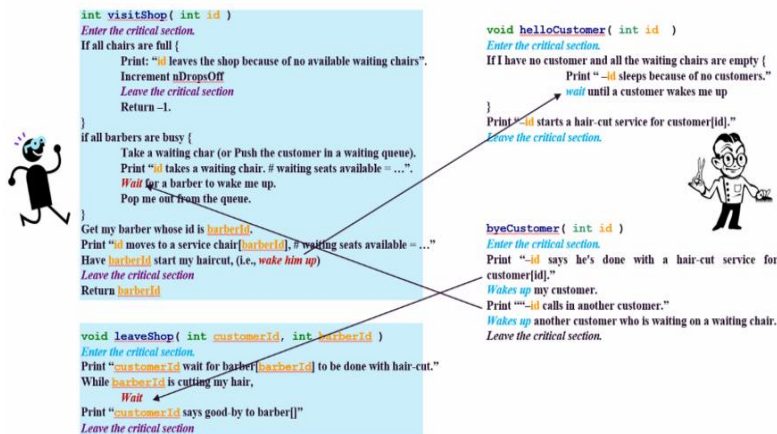 int visitShop( int id )
Enter the critical section.
If all chairs are full {
Print: “id leaves the shop because of no available waiting chairs”.
Increment nDropsOff
Leave the critical section
Return –1.
}
if all barbers are busy {
Take a waiting char (or Push the customer in a waiting queue).
Print “id takes a waiting chair. # waiting seats available = …”.
Wait for a barber to wake me up.
Pop me out from the queue.
}
Get my barber whose id is barberId.
Print “id moves to a service chair[barberId], # waiting seats available = …”
Have barberId start my haircut, (i.e., wake him up)
Leave the critical section
Return barberId
void leaveShop( int customerId, int barberId )
Enter the critical section.
Print “customerId wait for barber[barberId] to be done with hair-cut.”
While barberId is cutting my hair,
Wait
Print “customerId says good-by to barber[]”
Leave the critical section
void helloCustomer( int id )
Enter the critical section.
If I have no customer and all the waiting chairs are empty {
Print “ –id sleeps because of no customers.”
wait until a customer wakes me up
}
Print “–id starts a hair-cut service for customer[id].”
Leave the critical section.
byeCustomer( int id )
Enter the critical section.
Print “–id says he's done with a hair-cut service for
customer[id].”
Wakes up my customer.
Print “““–id calls in another customer.”
Wakes up another customer who is waiting on a waiting chair.
Leave the critical section.